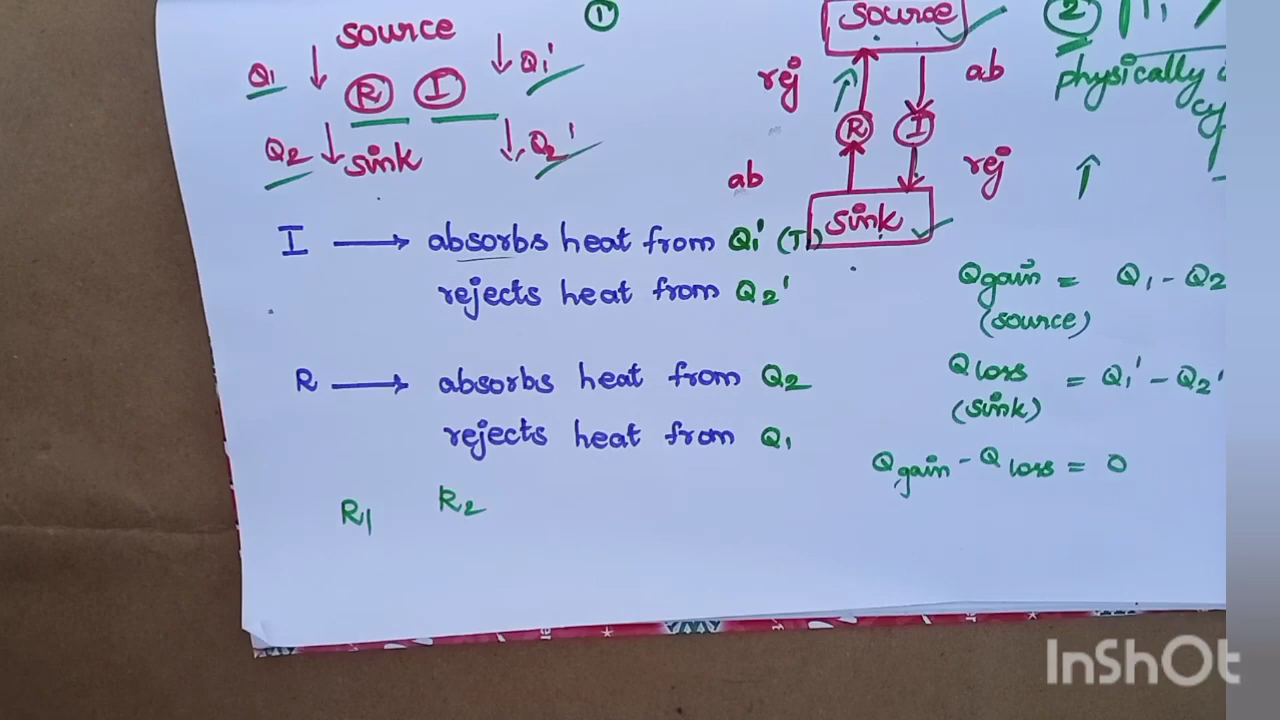 ①
source
Q1 Q1'
R I
Q2 sink Q2'
source
rej ab
R I
ab rej
sink
②
physically
I → absorbs heat from Q1'
rejects heat from Q2'
R → absorbs heat from Q2
rejects heat from Q1
R1 R2
Qgain = Q1 - Q2
(source)
Qloss = Q1' - Q2'
(sink)
Qgain - Qloss = 0
InShOt